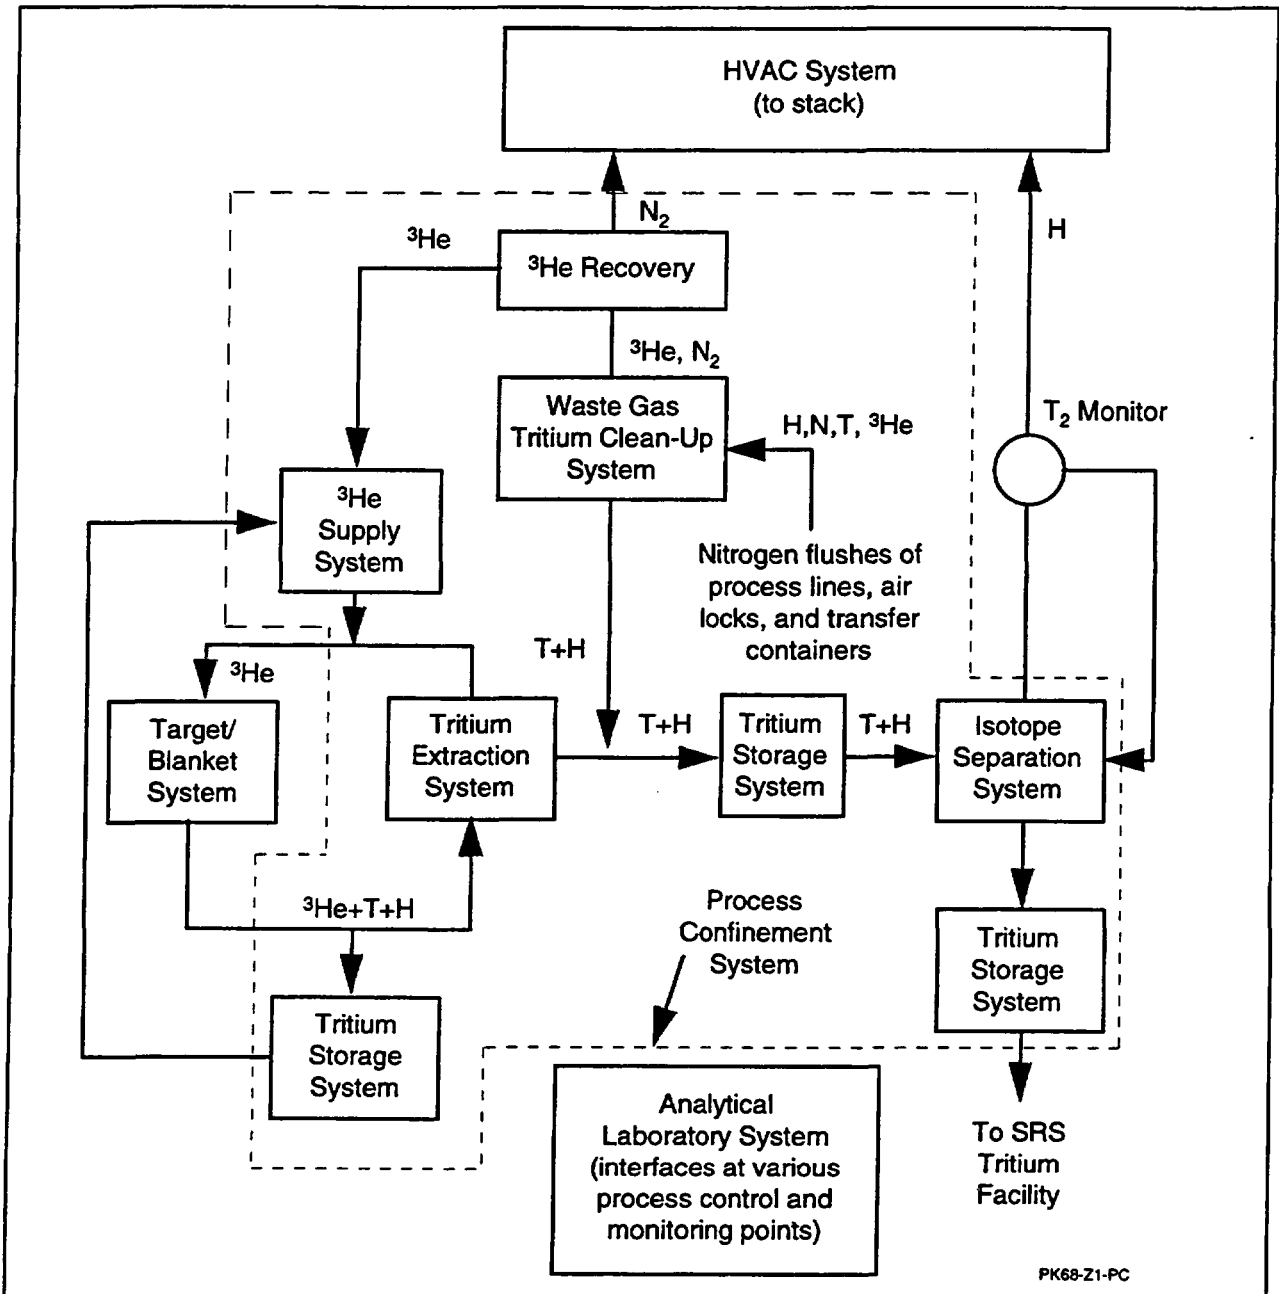 HVAC System
(to stack)
N₂
H
³He
³He Recovery
³He, N₂
Waste Gas
Tritium Clean-Up
System
H,N,T, ³He
T₂ Monitor
³He
Supply
System
Nitrogen flushes of
process lines, air
locks, and transfer
containers
T+H
³He
Target/
Blanket
System
Tritium
Extraction
System
T+H
Tritium
Storage
System
T+H
Isotope
Separation
System
³He+T+H
Process
Confinement
System
Tritium
Storage
System
Tritium
Storage
System
Analytical
Laboratory System
(interfaces at various
process control and
monitoring points)
To SRS
Tritium
Facility
PK68-Z1-PC